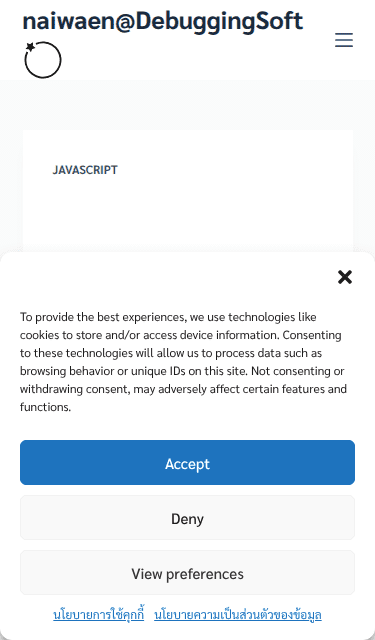 naiwaen@DebuggingSoft
JAVASCRIPT
To provide the best experiences, we use technologies like
cookies to store and/or access device information. Consenting
to these technologies will allow us to process data such as
browsing behavior or unique IDs on this site. Not consenting or
withdrawing consent, may adversely affect certain features and
functions.
Accept
Deny
View preferences
นโยบายการใช้คุกกี้ นโยบายความเป็นส่วนตัวของข้อมูล